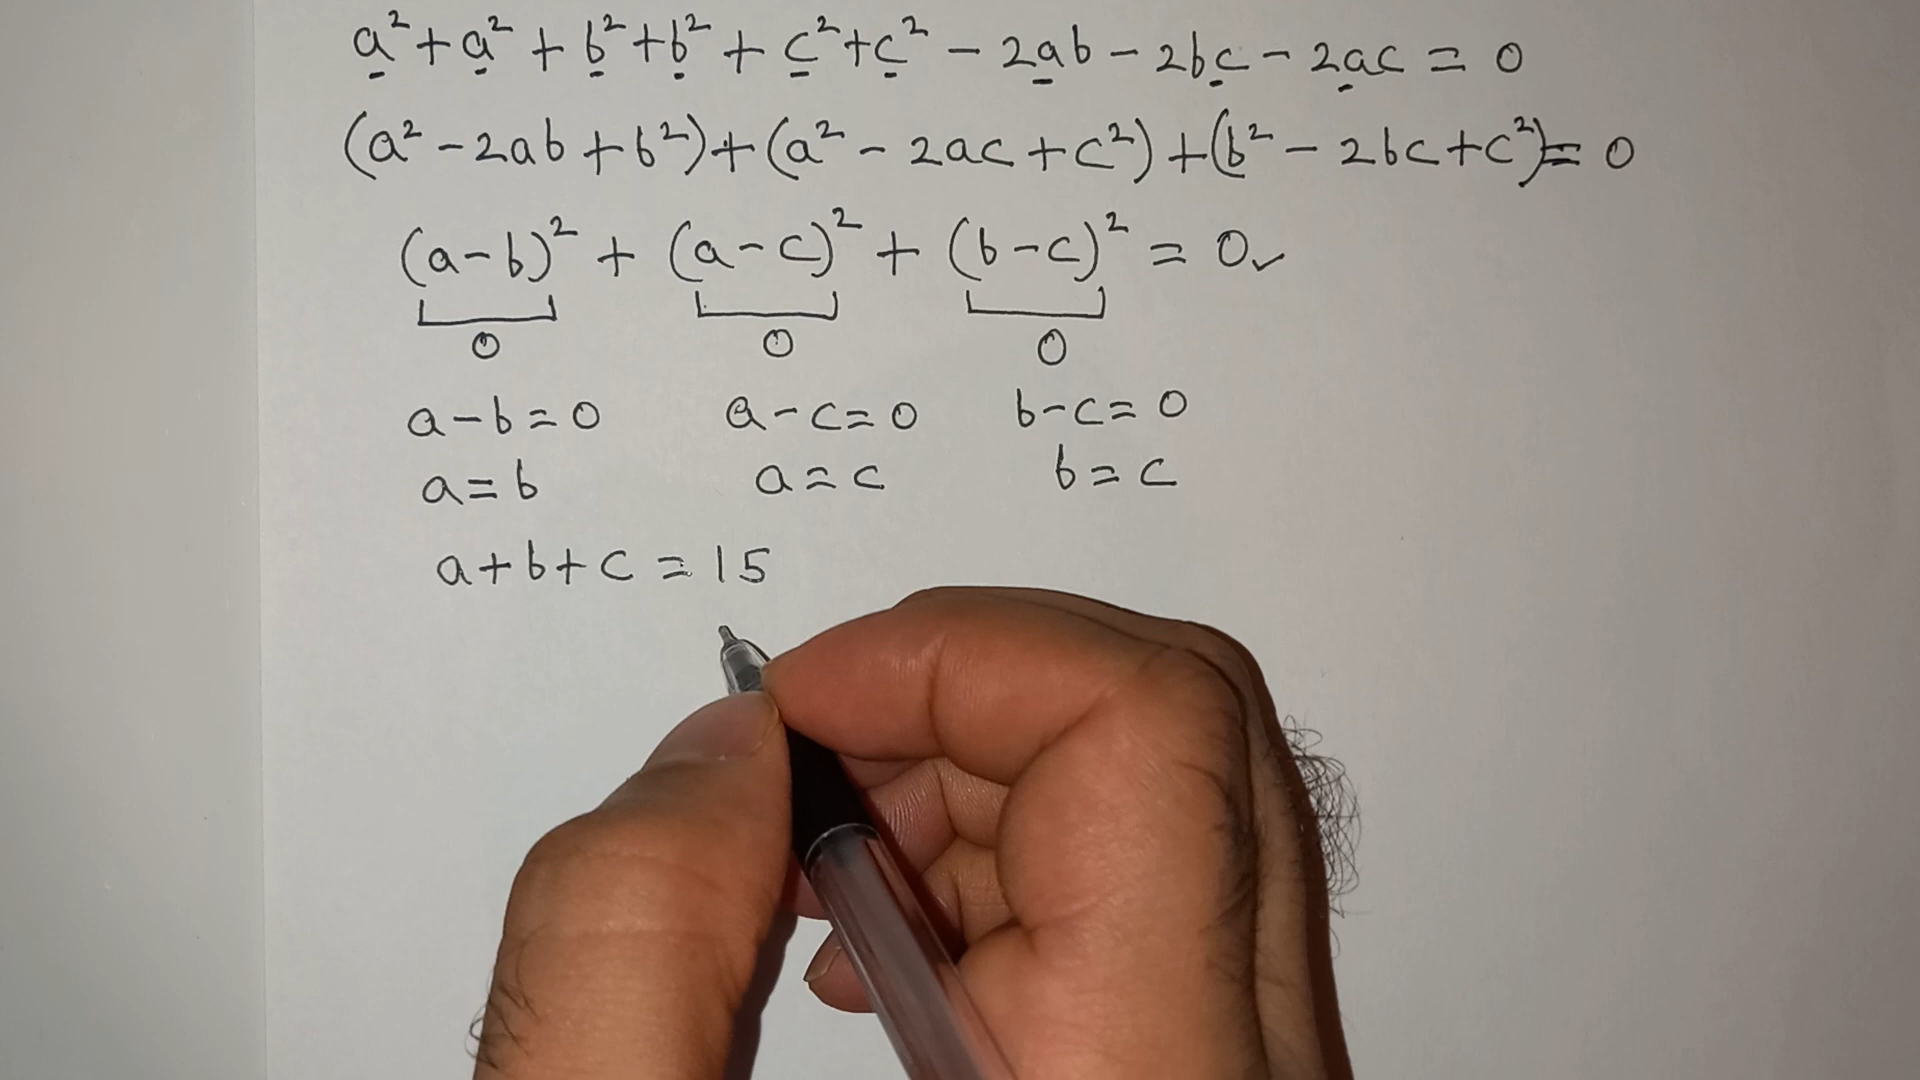 a² + a² + b² + b² + c² + c² - 2ab - 2bc - 2ac = 0
(a² - 2ab + b²) + (a² - 2ac + c²) + (b² - 2bc + c²) = 0
(a - b)² + (a - c)² + (b - c)² = 0✓
0 0 0
a - b = 0 a - c = 0 b - c = 0
a = b a = c b = c
a + b + c = 15